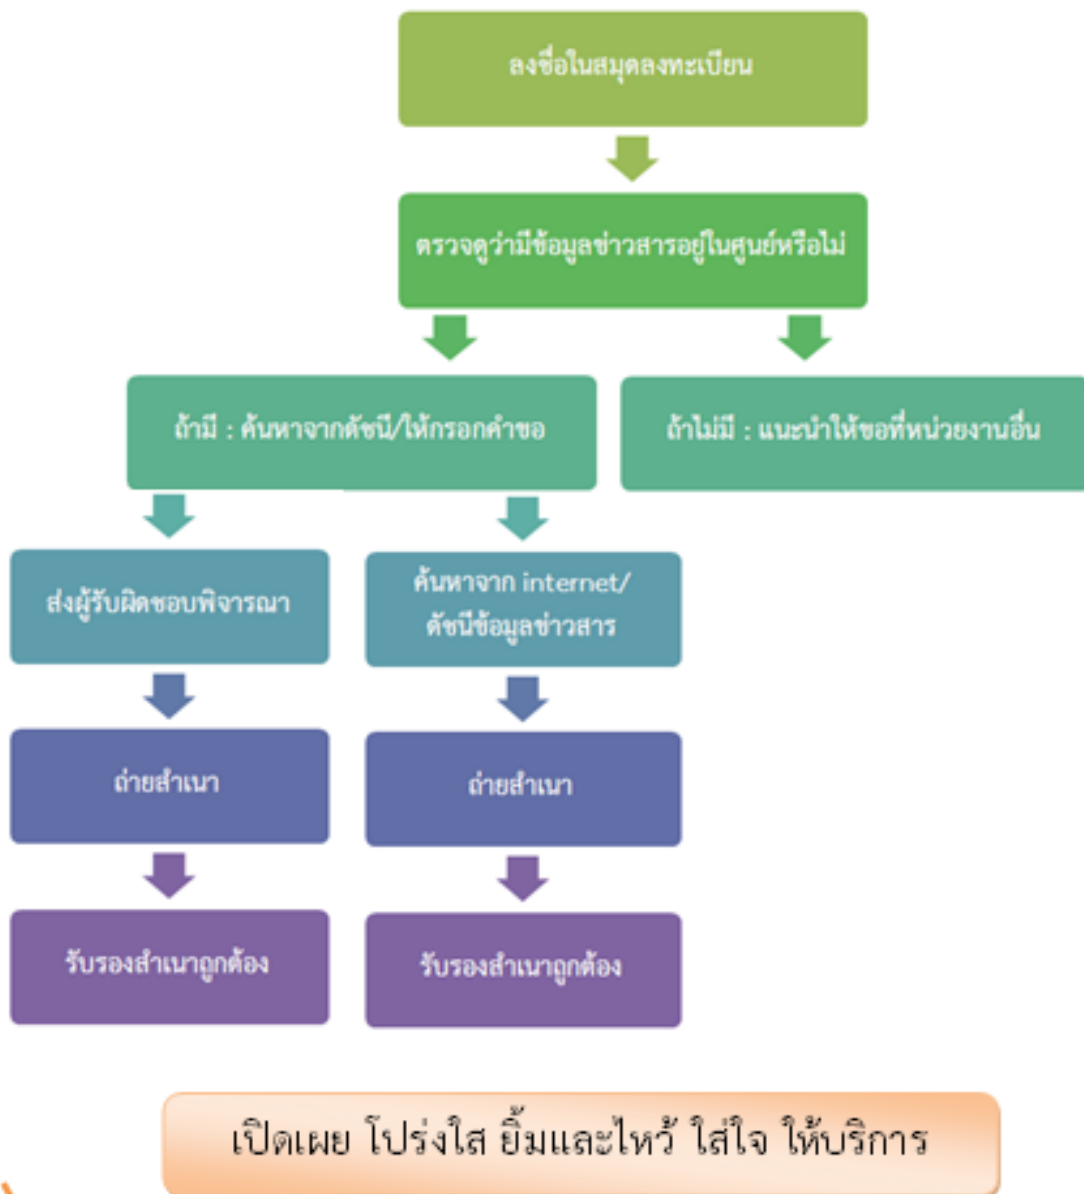 ลงชื่อในสมุดลงทะเบียน
ตรวจดูว่ามีข้อมูลข่าวสารอยู่ในศูนย์หรือไม่
ถ้ามี : ค้นหาจากดัชนี/ให้กรอกคำขอ
ถ้าไม่มี : แนะนำให้ขอที่หน่วยงานอื่น
ส่งผู้รับผิดชอบพิจารณา
ค้นหาจาก internet/
ดัชนีข้อมูลข่าวสาร
ถ่ายสำเนา
ถ่ายสำเนา
รับรองสำเนาถูกต้อง
รับรองสำเนาถูกต้อง
เปิดเผย โปร่งใส ยิ้มและไหว้ ใส่ใจ ให้บริการ